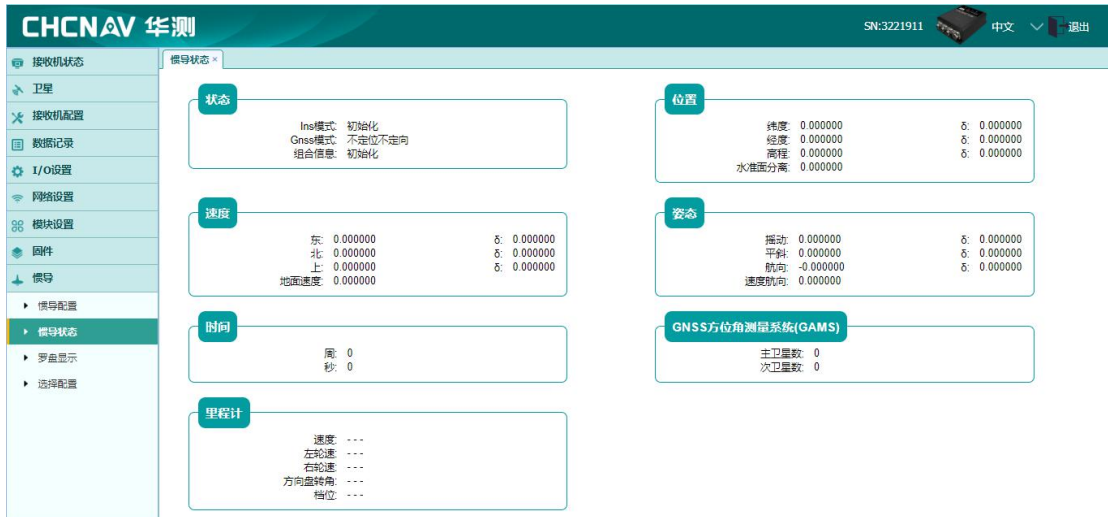 CHCNAV 华测
SN:3221911
中文
退出
接收机状态
卫星
接收机配置
数据记录
I/O设置
网络设置
模块设置
固件
惯导
惯导配置
惯导状态
罗盘显示
选择配置
惯导状态 ×
状态
Ins模式: 初始化
Gnss模式: 不定位不定向
组合信息: 初始化
位置
纬度: 0.000000 δ: 0.000000
经度: 0.000000 δ: 0.000000
高程: 0.000000 δ: 0.000000
水准面分离: 0.000000
速度
东: 0.000000 δ: 0.000000
北: 0.000000 δ: 0.000000
上: 0.000000 δ: 0.000000
地面速度: 0.000000
姿态
摇动: 0.000000 δ: 0.000000
平斜: 0.000000 δ: 0.000000
航向: -0.000000 δ: 0.000000
速度航向: 0.000000
时间
周: 0
秒: 0
GNSS方位角测量系统(GAMS)
主卫星数: 0
次卫星数: 0
里程计
速度: ---
左轮速: ---
右轮速: ---
方向盘转角: ---
档位: ---